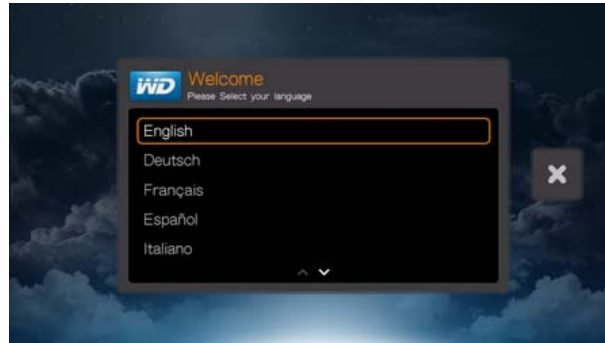 WD
Welcome
Please Select your language
English
Deutsch
Français
Español
Italiano